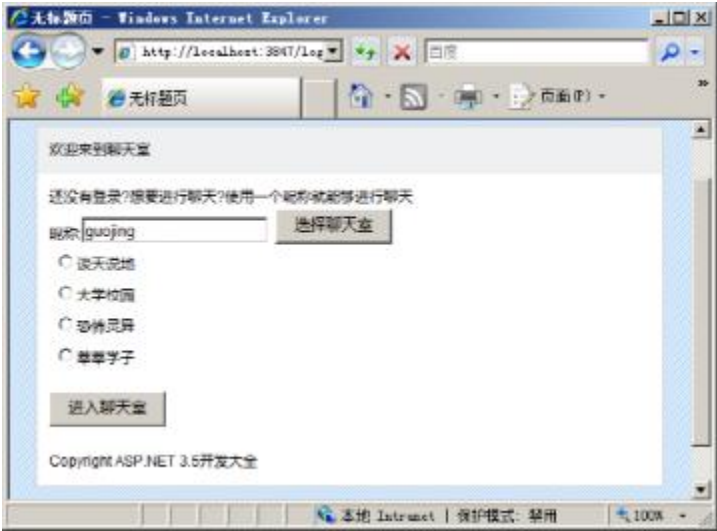 无标题页 - Windows Internet Explorer
http://localhost:3847/Log
百度
无标题页
页面(P)
欢迎来到聊天室
还没有登录?想要进行聊天?使用一个昵称就能够进行聊天
昵称:guojing 选择聊天室
谈天说地
大学校园
恐怖灵异
莘莘学子
进入聊天室
Copyright ASP.NET 3.5开发大全
本地 Intranet | 保护模式: 禁用
100%